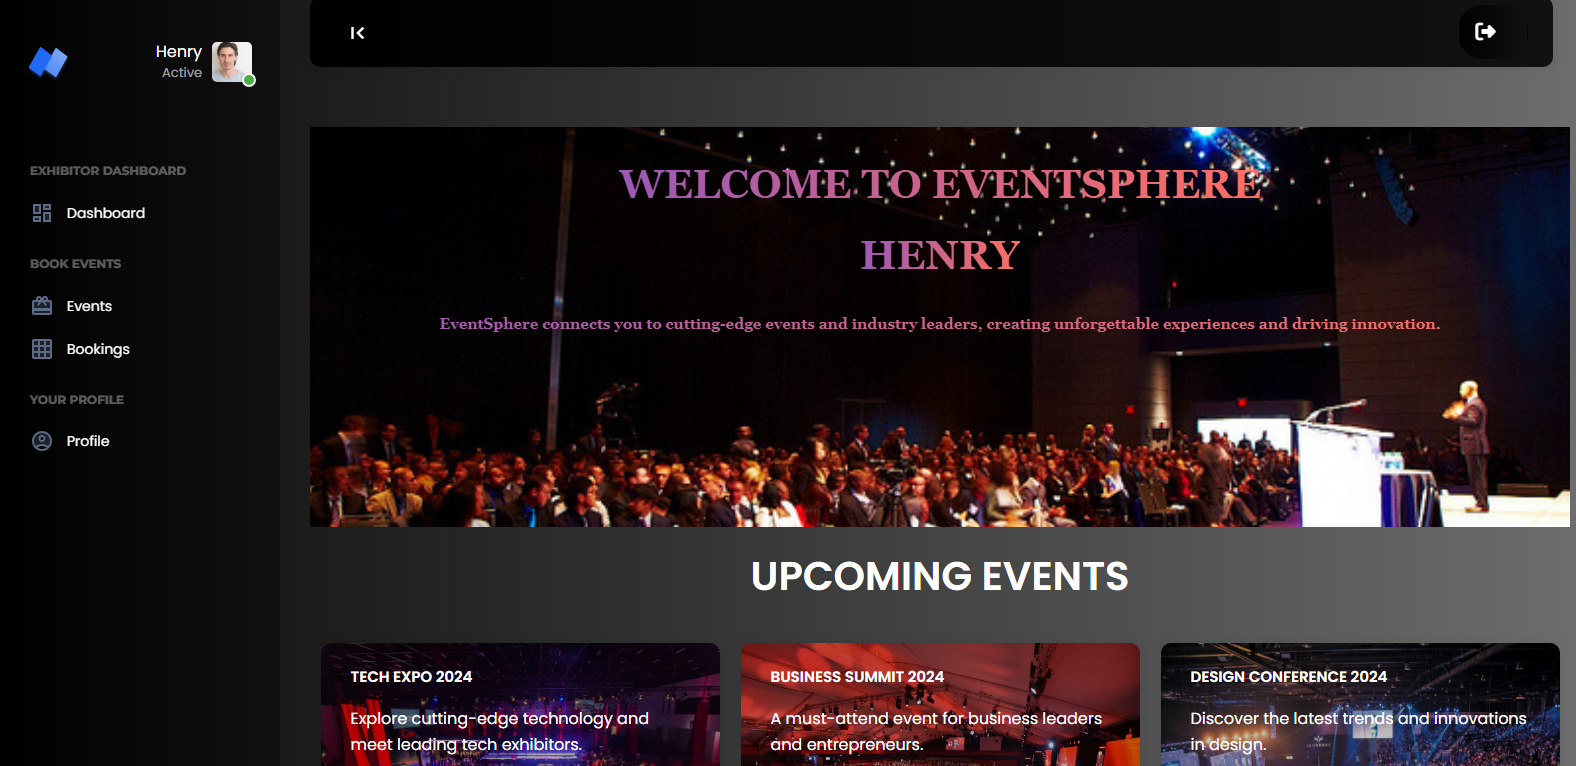 Henry
Active
EXHIBITOR DASHBOARD
Dashboard
BOOK EVENTS
Events
Bookings
YOUR PROFILE
Profile
WELCOME TO EVENTSPHERE
HENRY
EventSphere connects you to cutting-edge events and industry leaders, creating unforgettable experiences and driving innovation.
UPCOMING EVENTS
TECH EXPO 2024
Explore cutting-edge technology and
meet leading tech exhibitors.
BUSINESS SUMMIT 2024
A must-attend event for business leaders
and entrepreneurs.
DESIGN CONFERENCE 2024
Discover the latest trends and innovations
in design.